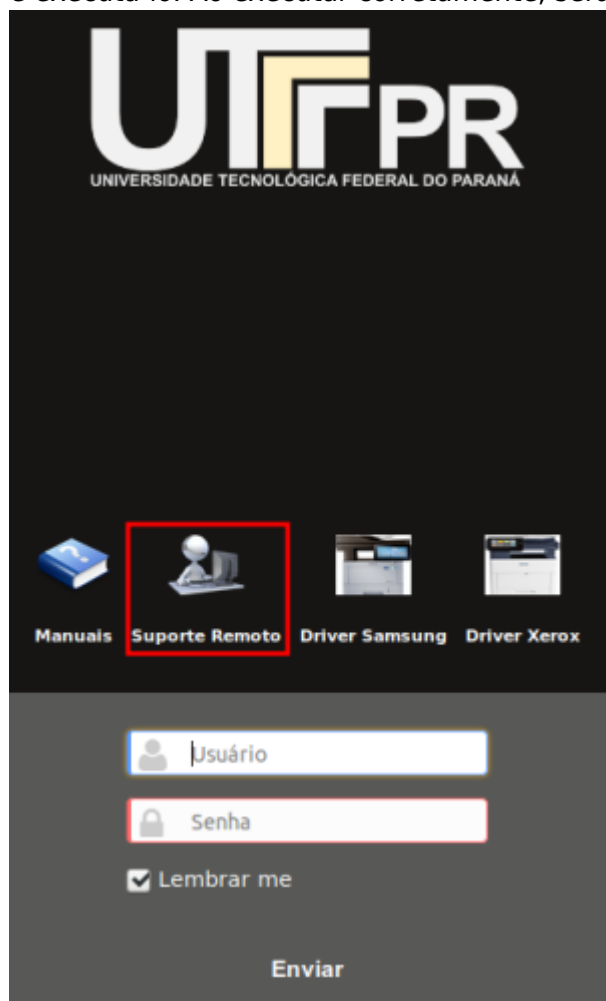 UTFPR
UNIVERSIDADE TECNOLÓGICA FEDERAL DO PARANÁ
Manuais Suporte Remoto Driver Samsung Driver Xerox
Usuário
Senha
Lembrar me
Enviar